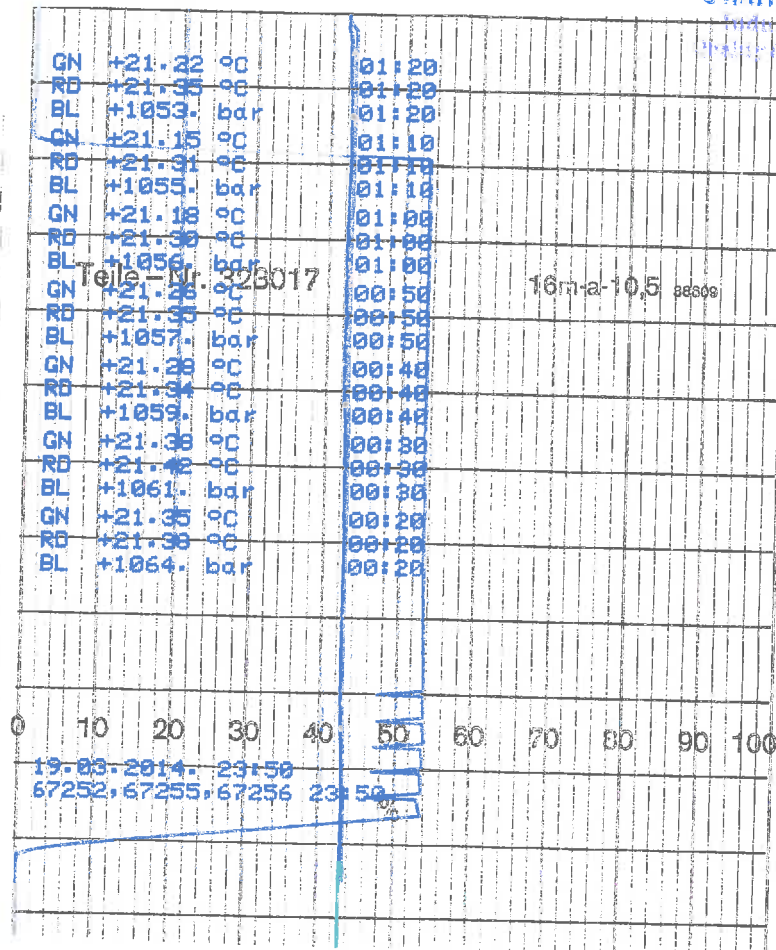 GN +21.22 °C 01:20
RD +21.35 °C 01:20
BL +1053. bar 01:20
GN +21.15 °C 01:10
RD +21.31 °C 01:10
BL +1055. bar 01:10
GN +21.18 °C 01:00
RD +21.30 °C 01:00
BL +1056. bar 01:00
Teile-Nr. 323017 16m-a-10,5
GN °C 00:50
RD +21.35 °C 00:50
BL +1057. bar 00:50
GN +21.28 °C 00:40
RD +21.34 °C 00:40
BL +1059. bar 00:40
GN +21.38 °C 00:30
RD +21.42 °C 00:30
BL +1061. bar 00:30
GN +21.35 °C 00:20
RD +21.38 °C 00:20
BL +1064. bar 00:20
0 10 20 30 40 50 60 70 80 90 100
19.03.2014. 23:50
67252,67255,67256 23:50